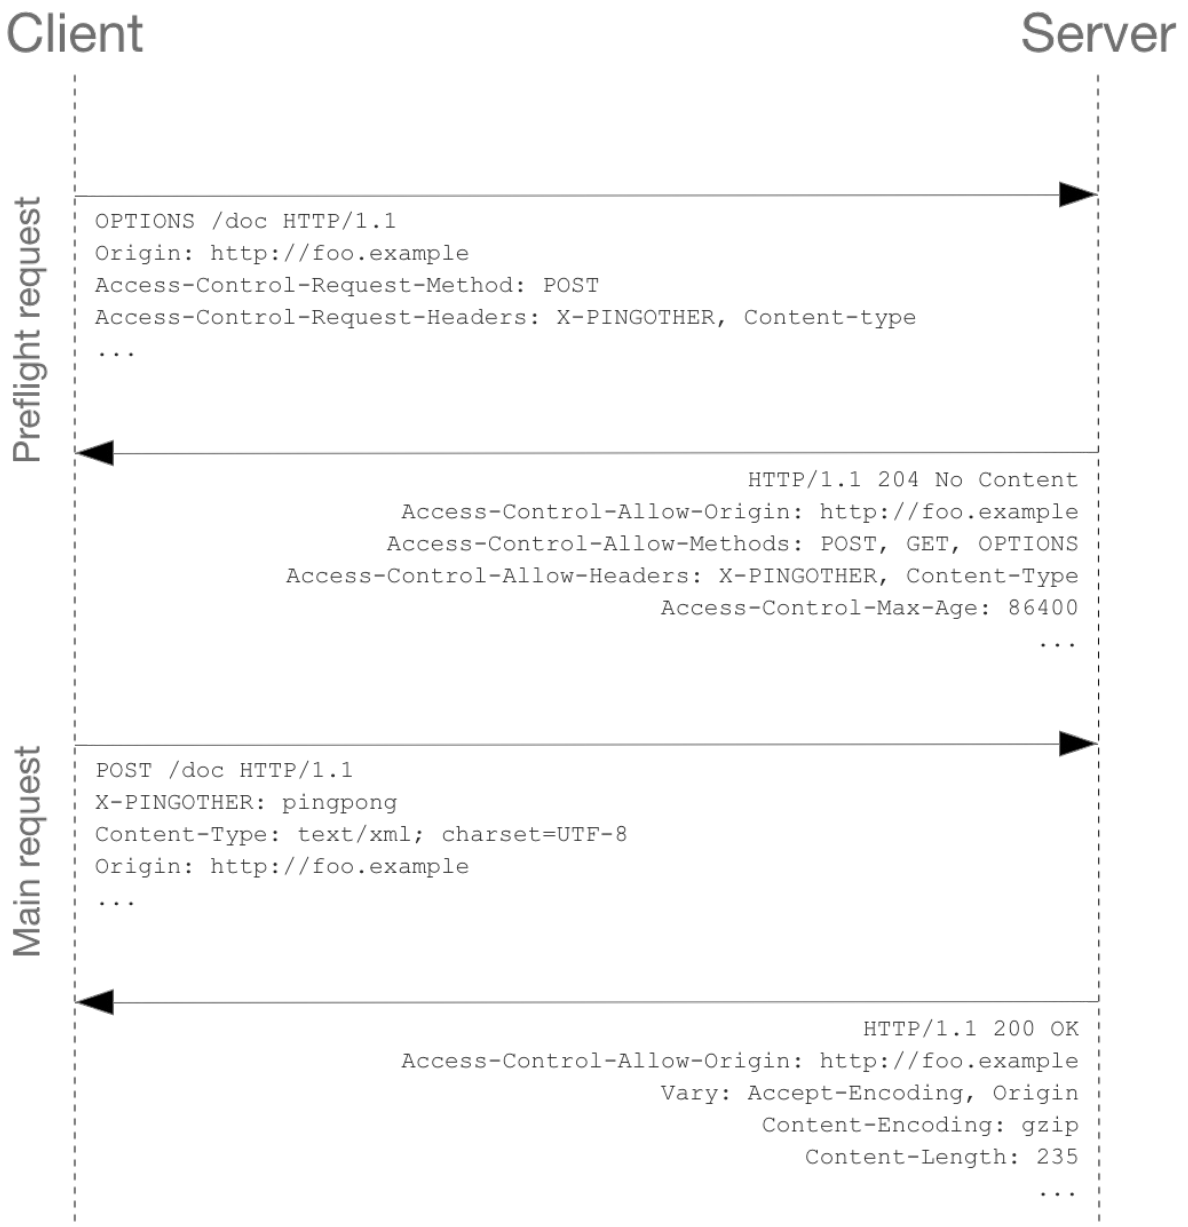 Client
Server
Preflight request
OPTIONS /doc HTTP/1.1
Origin: http://foo.example
Access-Control-Request-Method: POST
Access-Control-Request-Headers: X-PINGOTHER, Content-type
...
HTTP/1.1 204 No Content
Access-Control-Allow-Origin: http://foo.example
Access-Control-Allow-Methods: POST, GET, OPTIONS
Access-Control-Allow-Headers: X-PINGOTHER, Content-Type
Access-Control-Max-Age: 86400
...
Main request
POST /doc HTTP/1.1
X-PINGOTHER: pingpong
Content-Type: text/xml; charset=UTF-8
Origin: http://foo.example
...
HTTP/1.1 200 OK
Access-Control-Allow-Origin: http://foo.example
Vary: Accept-Encoding, Origin
Content-Encoding: gzip
Content-Length: 235
...